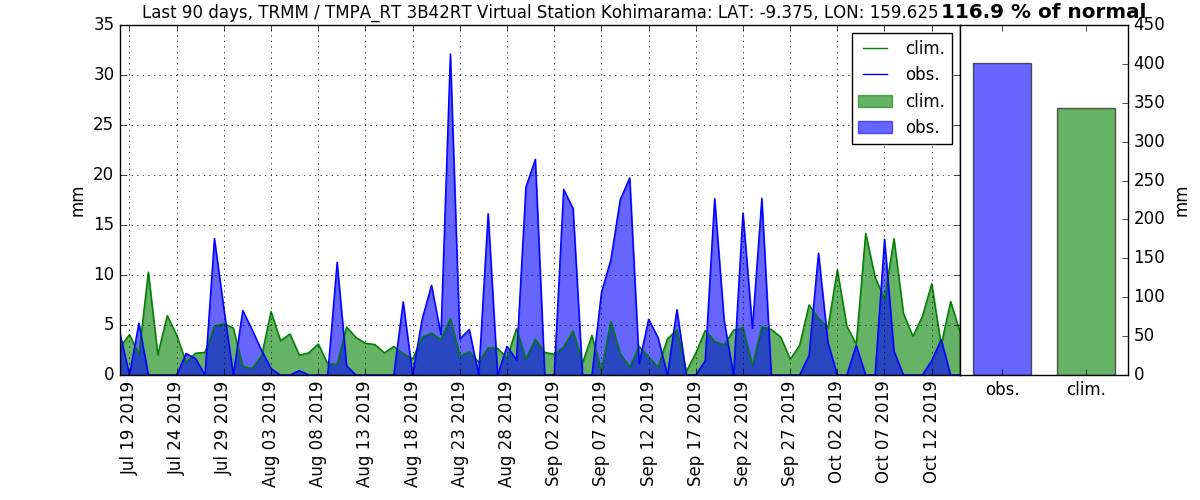 Last 90 days, TRMM / TMPA_RT 3B42RT Virtual Station Kohimarama: LAT: -9.375, LON: 159.625
116.9 % of normal
35
30
25
20
15
10
5
0
mm
clim.
obs.
clim.
obs.
Jul 19 2019
Jul 24 2019
Jul 29 2019
Aug 03 2019
Aug 08 2019
Aug 13 2019
Aug 18 2019
Aug 23 2019
Aug 28 2019
Sep 02 2019
Sep 07 2019
Sep 12 2019
Sep 17 2019
Sep 22 2019
Sep 27 2019
Oct 02 2019
Oct 07 2019
Oct 12 2019
450
400
350
300
250
200
150
100
50
0
mm
obs.
clim.